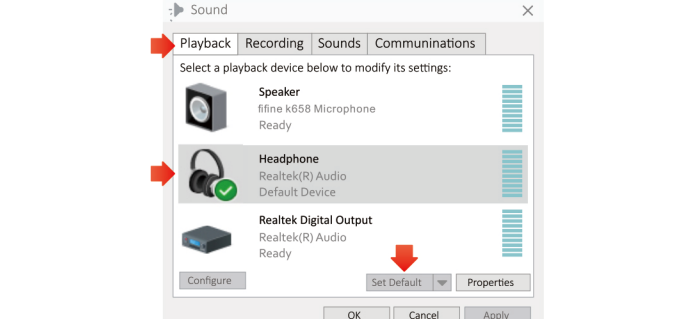 Sound
Playback Recording Sounds Communinations
Select a playback device below to modify its settings:
Speaker
fifine k658 Microphone
Ready
Headphone
Realtek(R) Audio
Default Device
Realtek Digital Output
Realtek(R) Audio
Ready
Configure Set Default Properties
OK Cancel Apply